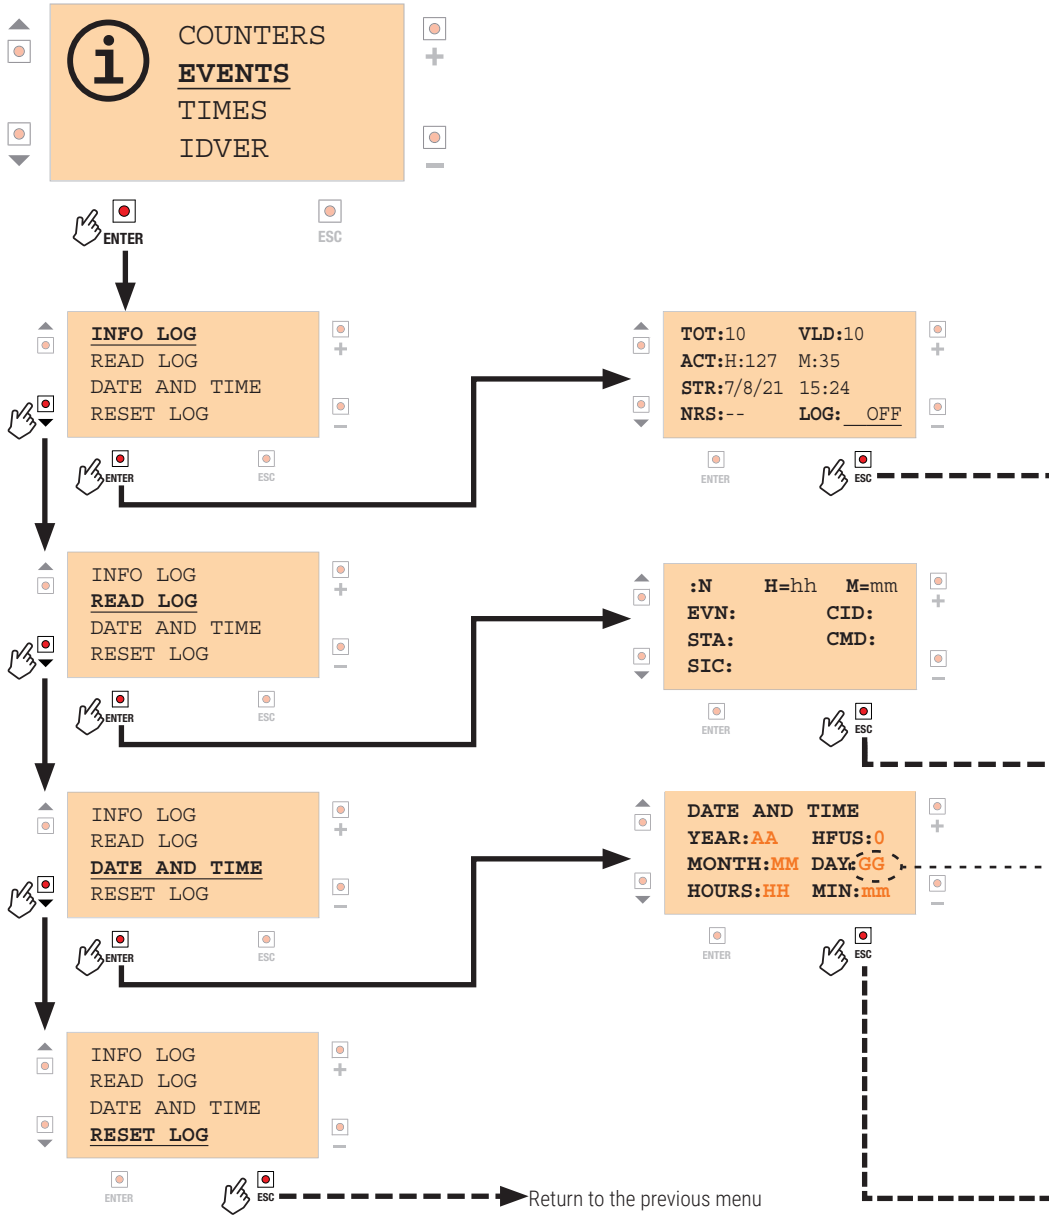 COUNTERS
EVENTS
TIMES
IDVER
ENTER
ESC
INFO LOG
READ LOG
DATE AND TIME
RESET LOG
ENTER
ESC
TOT:10 VLD:10
ACT:H:127 M:35
STR:7/8/21 15:24
NRS:-- LOG: OFF
ENTER
ESC
INFO LOG
READ LOG
DATE AND TIME
RESET LOG
ENTER
ESC
:N H=hh M=mm
EVN: CID:
STA: CMD:
SIC:
ENTER
ESC
INFO LOG
READ LOG
DATE AND TIME
RESET LOG
ENTER
ESC
DATE AND TIME
YEAR:AA HFUS:0
MONTH:MM DAY:GG
HOURS:HH MIN:mm
ENTER
ESC
INFO LOG
READ LOG
DATE AND TIME
RESET LOG
ENTER
ESC
Return to the previous menu